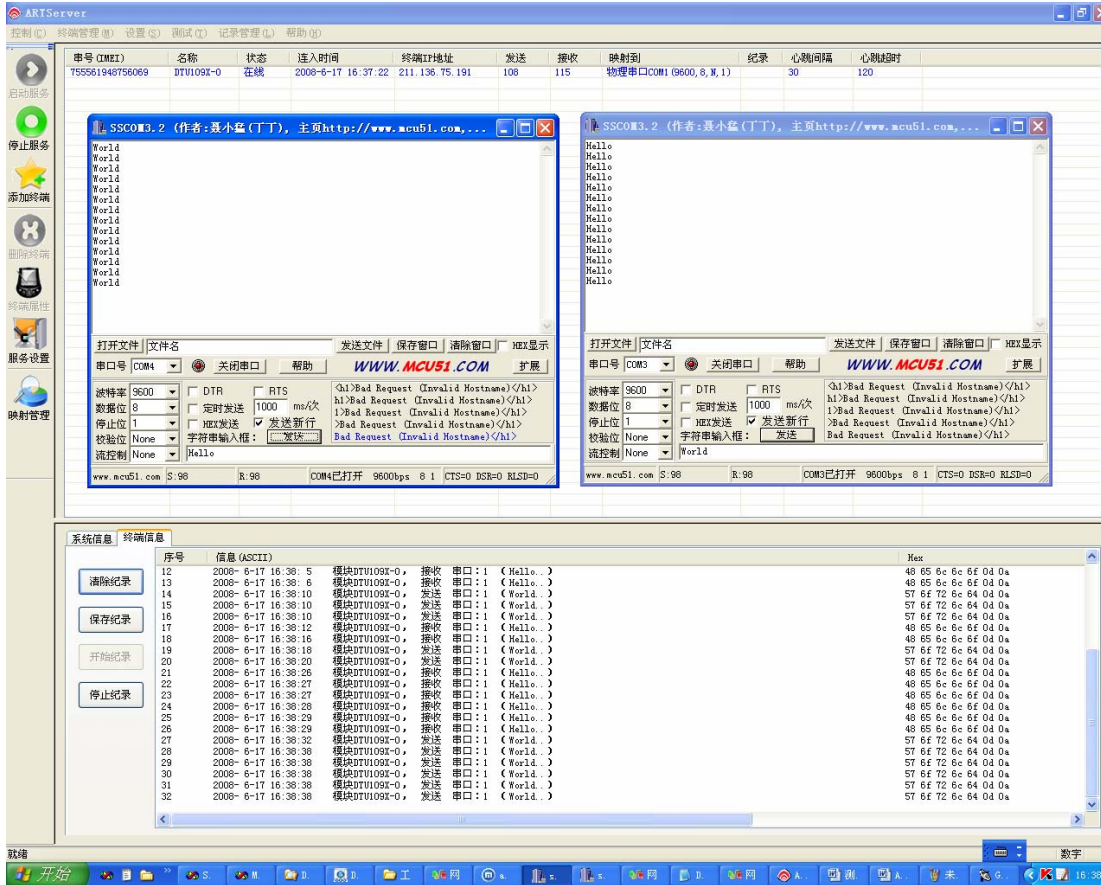 ARTServer
控制(C) 终端管理(M) 设置(S) 测试(T) 记录管理(L) 帮助(H)
串号(IMEI) 名称 状态 连入时间 终端IP地址 发送 接收 映射到 纪录 心跳间隔 心跳超时
755561948756069 DTU109X-0 在线 2008-6-17 16:37:22 211.136.75.191 108 115 物理串口COM1(9600,8,N,1) 30 120
启动服务
停止服务
添加终端
删除终端
终端属性
服务设置
映射管理
SSCOM3.2 (作者:聂小猛(丁丁), 主页http://www.mcu51.com,...
World
World
World
World
World
World
World
World
World
World
World
World
World
World
打开文件 文件名 发送文件 保存窗口 清除窗口 HEX显示
串口号 COM4 关闭串口 帮助 WWW.MCU51.COM 扩展
波特率 9600 DTR RTS
数据位 8 定时发送 1000 ms/次
停止位 1 HEX发送 发送新行
校验位 None 字符串输入框: 发送
流控制 None Hello
<h1>Bad Request (Invalid Hostname)</h1>
h1>Bad Request (Invalid Hostname)</h1>
1>Bad Request (Invalid Hostname)</h1>
>Bad Request (Invalid Hostname)</h1>
Bad Request (Invalid Hostname)</h1>
www.mcu51.com S:98 R:98 COM4已打开 9600bps 8 1 CTS=0 DSR=0 RLSD=0
SSCOM3.2 (作者:聂小猛(丁丁), 主页http://www.mcu51.com,...
Hello
Hello
Hello
Hello
Hello
Hello
Hello
Hello
Hello
Hello
Hello
Hello
Hello
Hello
打开文件 文件名 发送文件 保存窗口 清除窗口 HEX显示
串口号 COM3 关闭串口 帮助 WWW.MCU51.COM 扩展
波特率 9600 DTR RTS
数据位 8 定时发送 1000 ms/次
停止位 1 HEX发送 发送新行
校验位 None 字符串输入框: 发送
流控制 None World
<h1>Bad Request (Invalid Hostname)</h1>
h1>Bad Request (Invalid Hostname)</h1>
1>Bad Request (Invalid Hostname)</h1>
>Bad Request (Invalid Hostname)</h1>
Bad Request (Invalid Hostname)</h1>
www.mcu51.com S:98 R:98 COM3已打开 9600bps 8 1 CTS=0 DSR=0 RLSD=0
系统信息 终端信息
清除纪录
保存纪录
开始纪录
停止纪录
序号 信息(ASCII) Hex
12 2008- 6-17 16:38: 5 模块DTU109X-0, 接收 串口:1 (Hello..) 48 65 6c 6c 6f 0d 0a
13 2008- 6-17 16:38: 6 模块DTU109X-0, 接收 串口:1 (Hello..) 48 65 6c 6c 6f 0d 0a
14 2008- 6-17 16:38:10 模块DTU109X-0, 发送 串口:1 (World..) 57 6f 72 6c 64 0d 0a
15 2008- 6-17 16:38:10 模块DTU109X-0, 发送 串口:1 (World..) 57 6f 72 6c 64 0d 0a
16 2008- 6-17 16:38:10 模块DTU109X-0, 发送 串口:1 (World..) 57 6f 72 6c 64 0d 0a
17 2008- 6-17 16:38:12 模块DTU109X-0, 接收 串口:1 (Hello..) 48 65 6c 6c 6f 0d 0a
18 2008- 6-17 16:38:16 模块DTU109X-0, 接收 串口:1 (Hello..) 48 65 6c 6c 6f 0d 0a
19 2008- 6-17 16:38:18 模块DTU109X-0, 发送 串口:1 (World..) 57 6f 72 6c 64 0d 0a
20 2008- 6-17 16:38:20 模块DTU109X-0, 发送 串口:1 (World..) 57 6f 72 6c 64 0d 0a
21 2008- 6-17 16:38:26 模块DTU109X-0, 接收 串口:1 (Hello..) 48 65 6c 6c 6f 0d 0a
22 2008- 6-17 16:38:27 模块DTU109X-0, 接收 串口:1 (Hello..) 48 65 6c 6c 6f 0d 0a
23 2008- 6-17 16:38:27 模块DTU109X-0, 接收 串口:1 (Hello..) 48 65 6c 6c 6f 0d 0a
24 2008- 6-17 16:38:28 模块DTU109X-0, 接收 串口:1 (Hello..) 48 65 6c 6c 6f 0d 0a
25 2008- 6-17 16:38:29 模块DTU109X-0, 接收 串口:1 (Hello..) 48 65 6c 6c 6f 0d 0a
26 2008- 6-17 16:38:29 模块DTU109X-0, 接收 串口:1 (Hello..) 48 65 6c 6c 6f 0d 0a
27 2008- 6-17 16:38:32 模块DTU109X-0, 发送 串口:1 (World..) 57 6f 72 6c 64 0d 0a
28 2008- 6-17 16:38:38 模块DTU109X-0, 发送 串口:1 (World..) 57 6f 72 6c 64 0d 0a
29 2008- 6-17 16:38:38 模块DTU109X-0, 发送 串口:1 (World..) 57 6f 72 6c 64 0d 0a
30 2008- 6-17 16:38:38 模块DTU109X-0, 发送 串口:1 (World..) 57 6f 72 6c 64 0d 0a
31 2008- 6-17 16:38:38 模块DTU109X-0, 发送 串口:1 (World..) 57 6f 72 6c 64 0d 0a
32 2008- 6-17 16:38:38 模块DTU109X-0, 发送 串口:1 (World..) 57 6f 72 6c 64 0d 0a
就绪 数字
开始 S. M. D. D. 工 网 s. s. s. 网 D. 网 A.. 测. A. 未. G.. 16:38